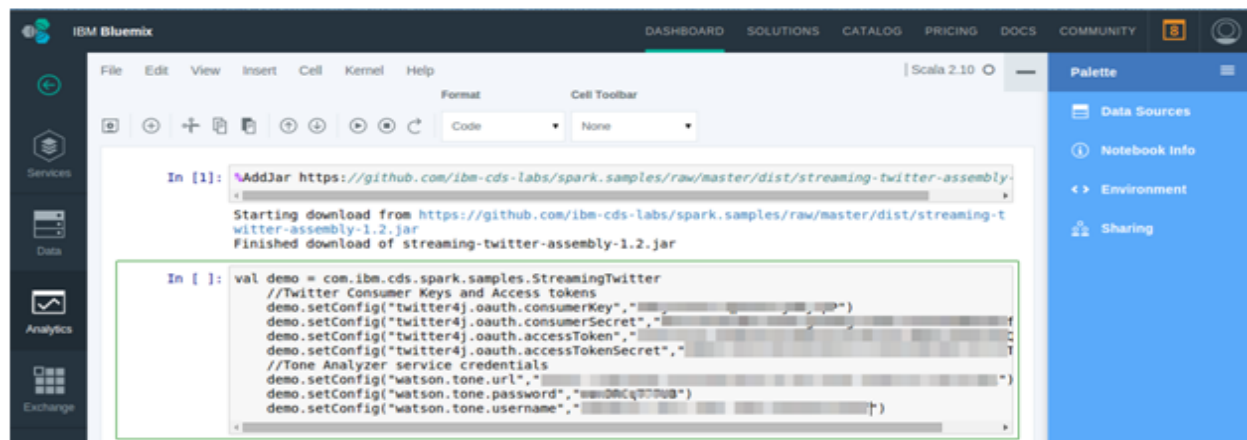 IBM Bluemix
DASHBOARD SOLUTIONS CATALOG PRICING DOCS COMMUNITY 8
File Edit View Insert Cell Kernel Help
Scala 2.10
Format Cell Toolbar
Code None
Services
Data
Analytics
Exchange
In [1]: %AddJar https://github.com/ibm-cds-labs/spark.samples/raw/master/dist/streaming-twitter-assembly-
Starting download from https://github.com/ibm-cds-labs/spark.samples/raw/master/dist/streaming-t
witter-assembly-1.2.jar
Finished download of streaming-twitter-assembly-1.2.jar
In [ ]: val demo = com.ibm.cds.spark.samples.StreamingTwitter
//Twitter Consumer Keys and Access tokens
demo.setConfig("twitter4j.oauth.consumerKey","
demo.setConfig("twitter4j.oauth.consumerSecret","
demo.setConfig("twitter4j.oauth.accessToken","
demo.setConfig("twitter4j.oauth.accessTokenSecret","
//Tone Analyzer service credentials
demo.setConfig("watson.tone.url"," ")
demo.setConfig("watson.tone.password"," ")
demo.setConfig("watson.tone.username"," ")
Palette
Data Sources
Notebook Info
Environment
Sharing